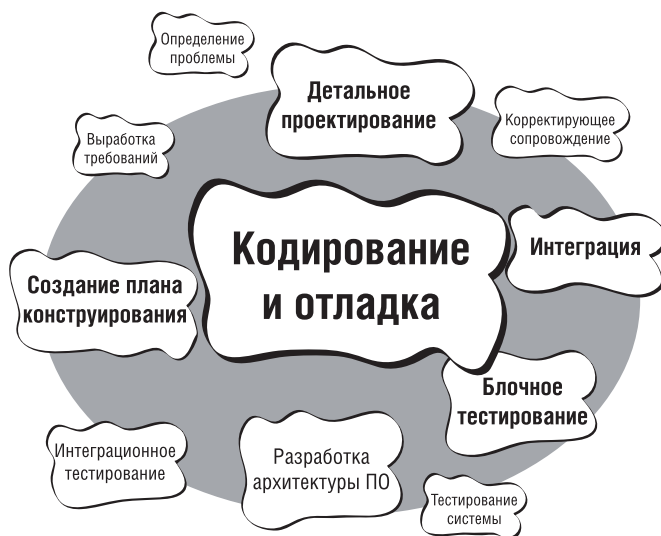 Определение
проблемы
Детальное
проектирование
Корректирующее
сопровождение
Выработка
требований
Кодирование
и отладка
Интеграция
Создание плана
конструирования
Блочное
тестирование
Интеграционное
тестирование
Разработка
архитектуры ПО
Тестирование
системы